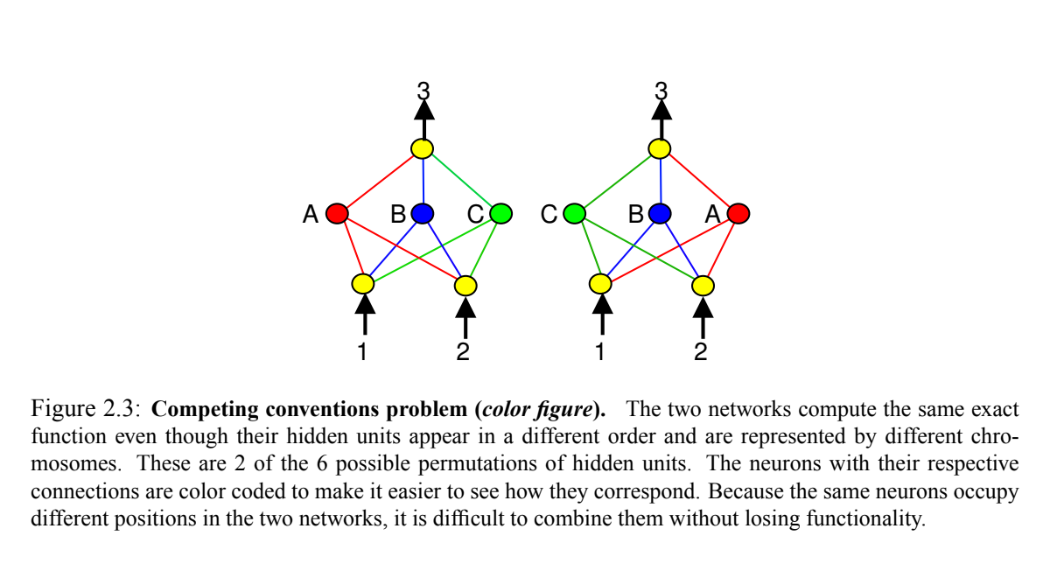 3 3
A B C C B A
1 2 1 2
Figure 2.3: Competing conventions problem (color figure). The two networks compute the same exact
function even though their hidden units appear in a different order and are represented by different chro-
mosomes. These are 2 of the 6 possible permutations of hidden units. The neurons with their respective
connections are color coded to make it easier to see how they correspond. Because the same neurons occupy
different positions in the two networks, it is difficult to combine them without losing functionality.